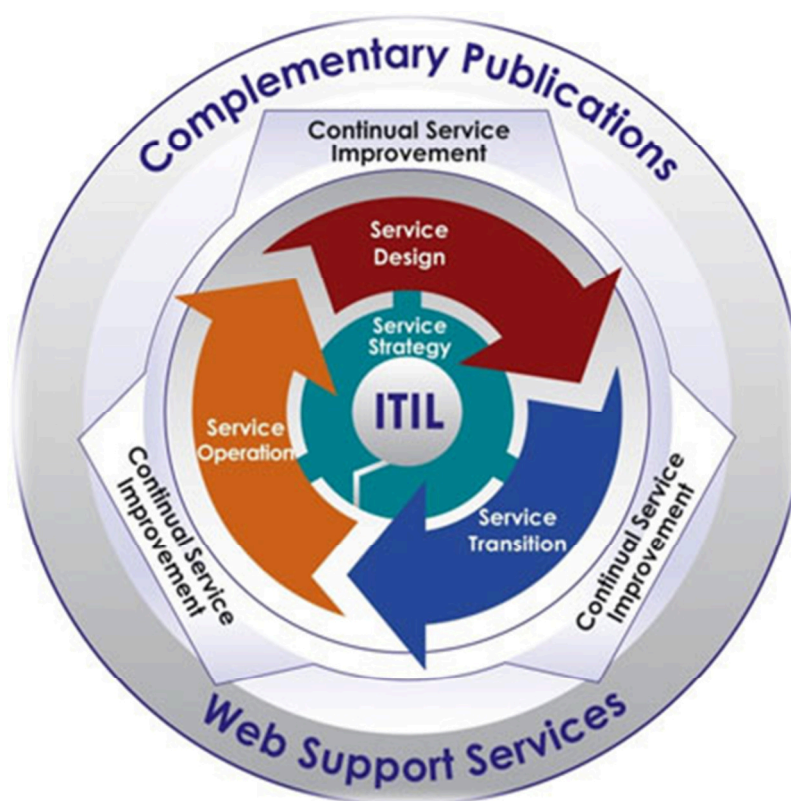 Complementary Publications
Continual Service
Improvement
Service
Design
Service
Strategy
ITIL
Service
Operation
Service
Transition
Continual Service
Improvement
Continual Service
Improvement
Web Support Services